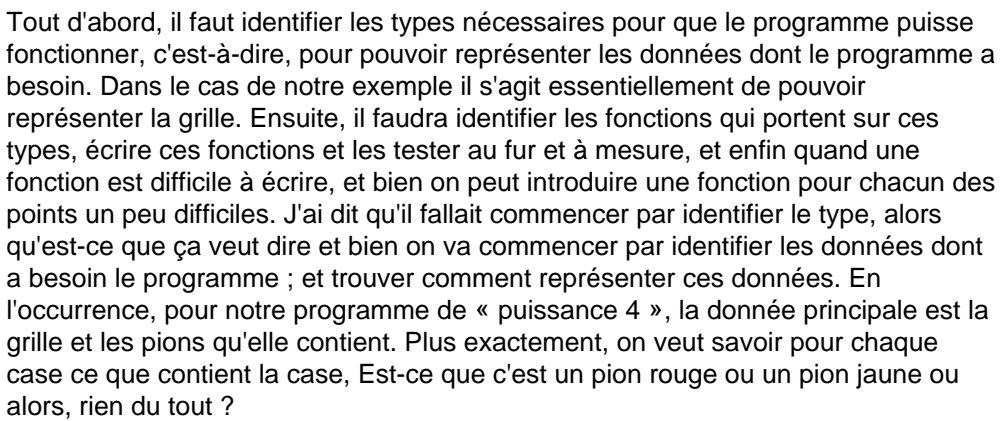 Tout d'abord, il faut identifier les types nécessaires pour que le programme puisse
fonctionner, c'est-à-dire, pour pouvoir représenter les données dont le programme a
besoin. Dans le cas de notre exemple il s'agit essentiellement de pouvoir
représenter la grille. Ensuite, il faudra identifier les fonctions qui portent sur ces
types, écrire ces fonctions et les tester au fur et à mesure, et enfin quand une
fonction est difficile à écrire, et bien on peut introduire une fonction pour chacun des
points un peu difficiles. J'ai dit qu'il fallait commencer par identifier le type, alors
qu'est-ce que ça veut dire et bien on va commencer par identifier les données dont
a besoin le programme ; et trouver comment représenter ces données. En
l'occurrence, pour notre programme de « puissance 4 », la donnée principale est la
grille et les pions qu'elle contient. Plus exactement, on veut savoir pour chaque
case ce que contient la case, Est-ce que c'est un pion rouge ou un pion jaune ou
alors, rien du tout ?